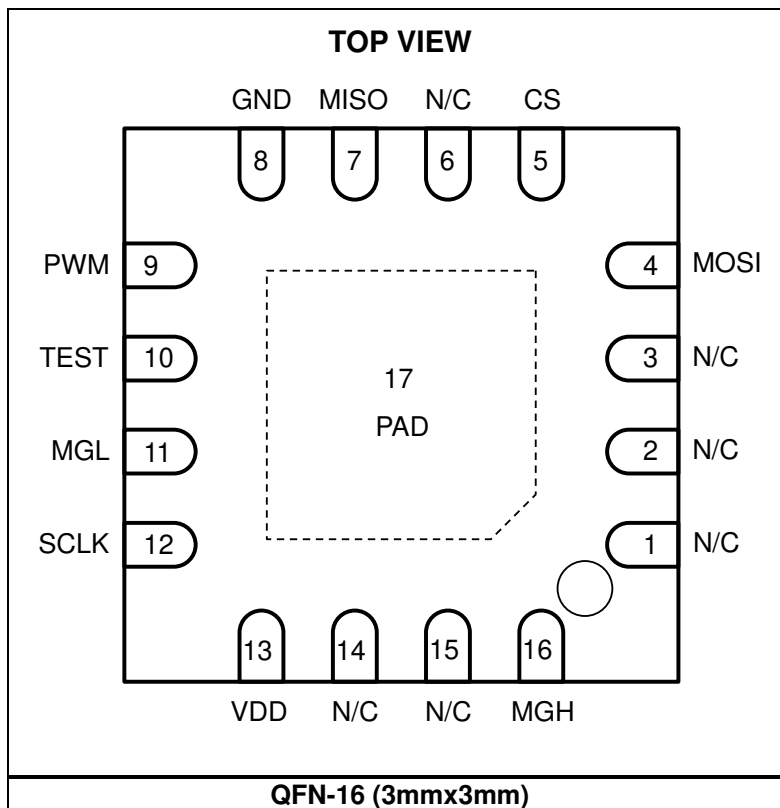 TOP VIEW
GND MISO N/C CS
8 7 6 5
PWM 9 4 MOSI
TEST 10 3 N/C
17
PAD
MGL 11 2 N/C
SCLK 12 1 N/C
13 14 15 16
VDD N/C N/C MGH
QFN-16 (3mmx3mm)